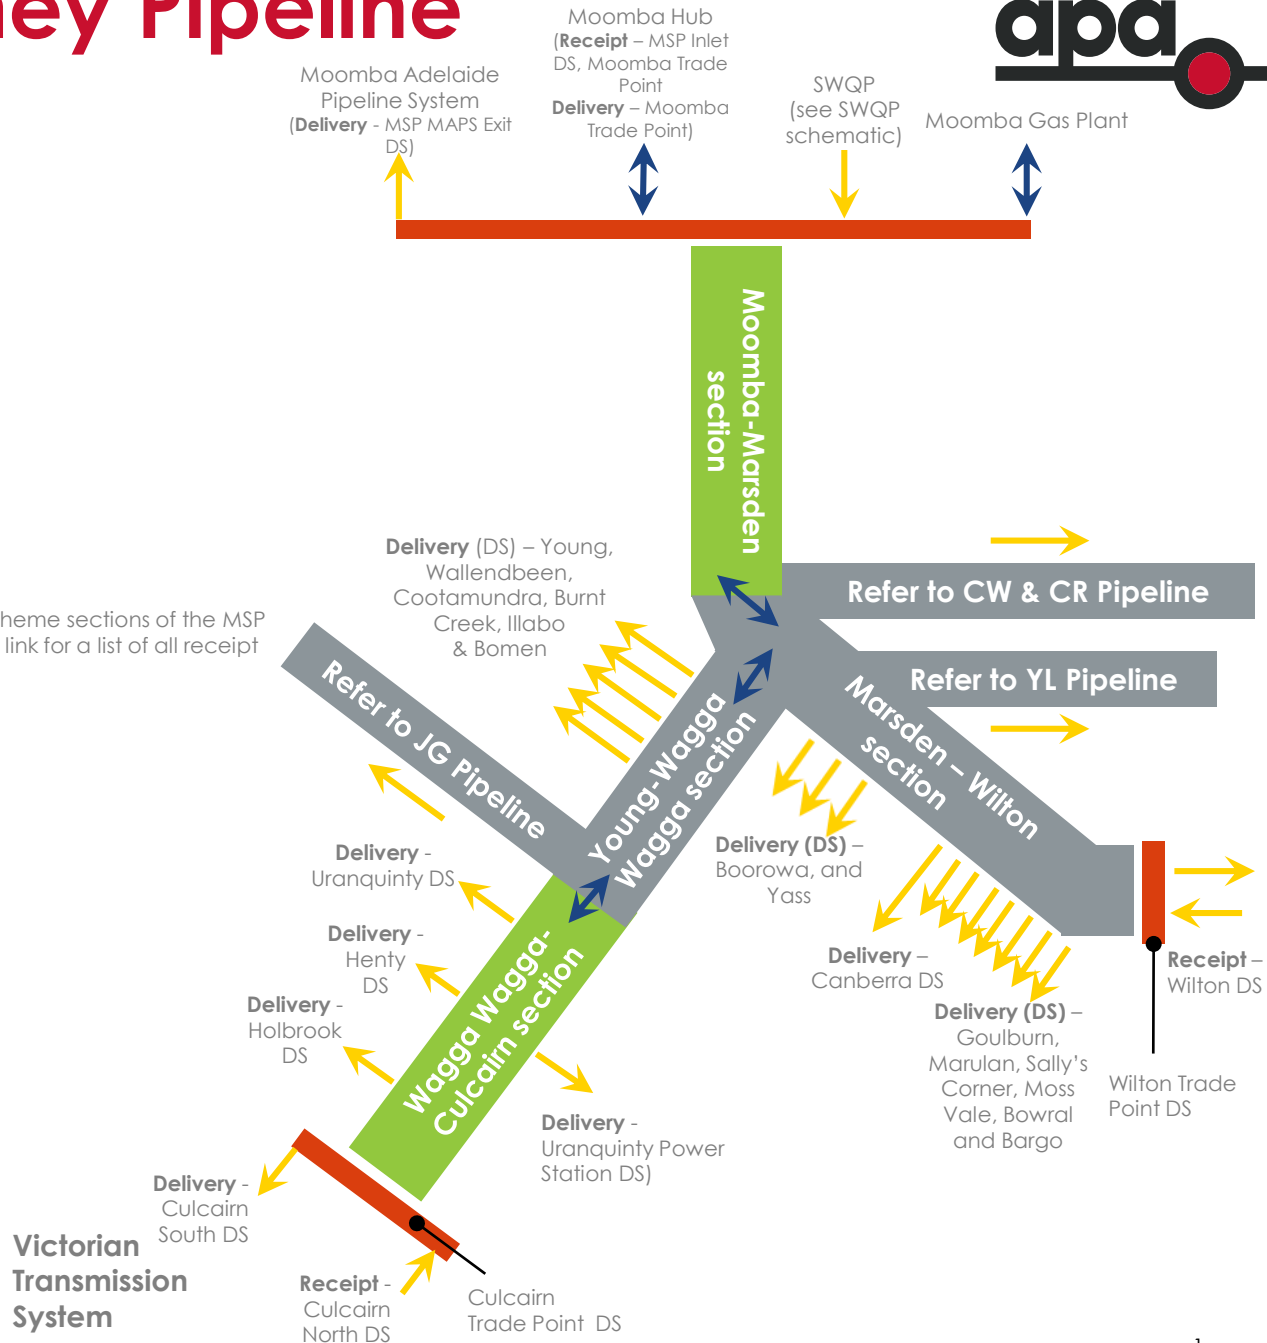 ney Pipeline
apa
Moomba Hub
(Receipt – MSP Inlet
DS, Moomba Trade
Point
Delivery – Moomba
Trade Point)
Moomba Adelaide
Pipeline System
(Delivery - MSP MAPS Exit
DS)
SWQP
(see SWQP
schematic)
Moomba Gas Plant
Moomba-Marsden
section
Delivery (DS) – Young,
Wallendbeen,
Cootamundra, Burnt
Creek, Illabo
& Bomen
Refer to CW & CR Pipeline
heme sections of the MSP
link for a list of all receipt
Refer to JG Pipeline
Refer to YL Pipeline
Young-Wagga
Wagga section
Marsden – Wilton
section
Delivery (DS) –
Boorowa, and
Yass
Delivery -
Uranquinty DS
Delivery -
Henty
DS
Delivery -
Holbrook
DS
Wagga Wagga-
Culcairn section
Delivery –
Canberra DS
Receipt –
Wilton DS
Delivery (DS) –
Goulburn,
Marulan, Sally's
Corner, Moss
Vale, Bowral
and Bargo
Wilton Trade
Point DS
Delivery -
Uranquinty Power
Station DS)
Delivery -
Culcairn
South DS
Victorian
Transmission
System
Receipt -
Culcairn
North DS
Culcairn
Trade Point DS
1